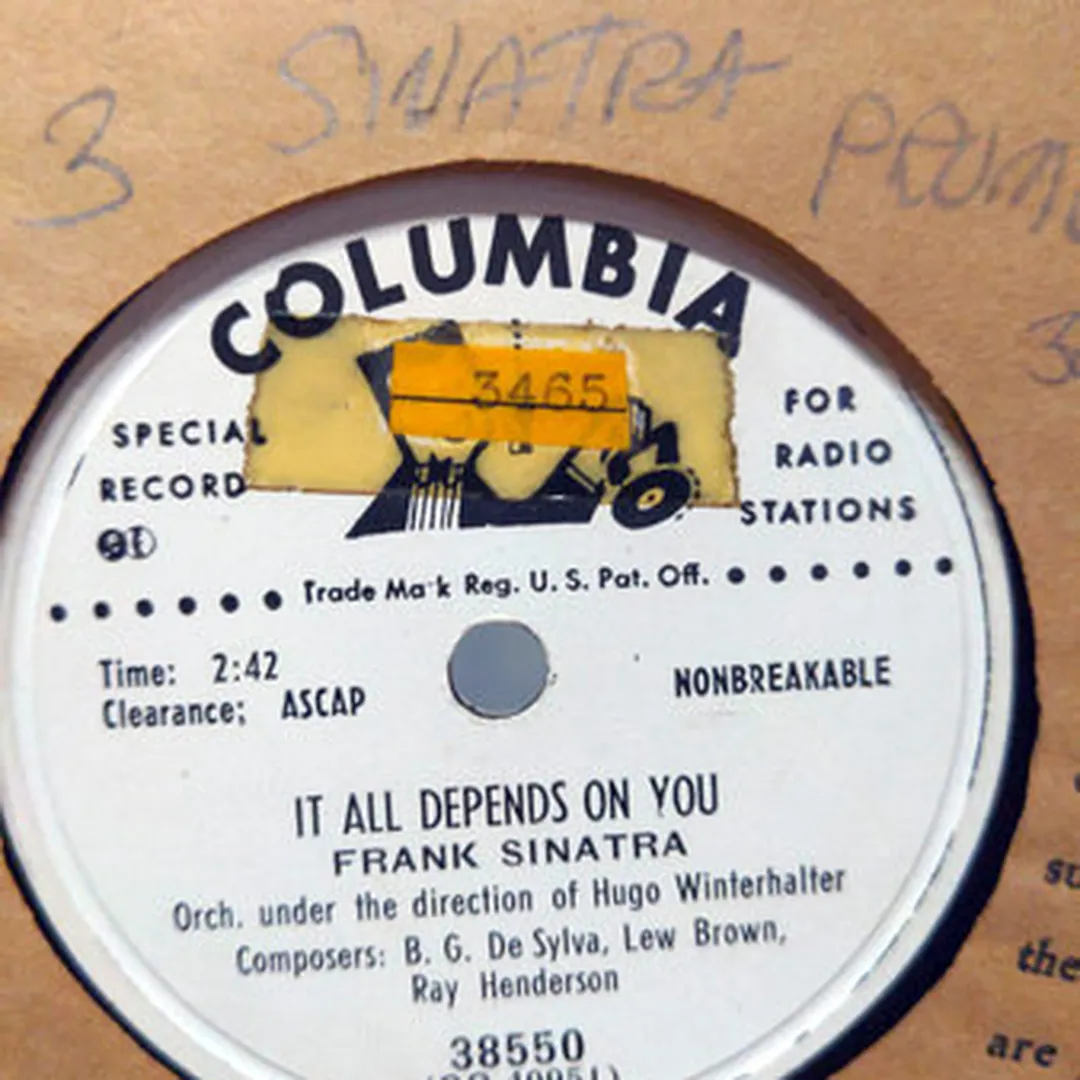 3 SINATRA
COLUMBIA
3465
SPECIAL
RECORD
FOR
RADIO
STATIONS
Trade Mark Reg. U. S. Pat. Off.
Time: 2:42
Clearance: ASCAP
NONBREAKABLE
IT ALL DEPENDS ON YOU
FRANK SINATRA
Orch. under the direction of Hugo Winterhalter
Composers: B. G. De Sylva, Lew Brown,
Ray Henderson
38550
the
are